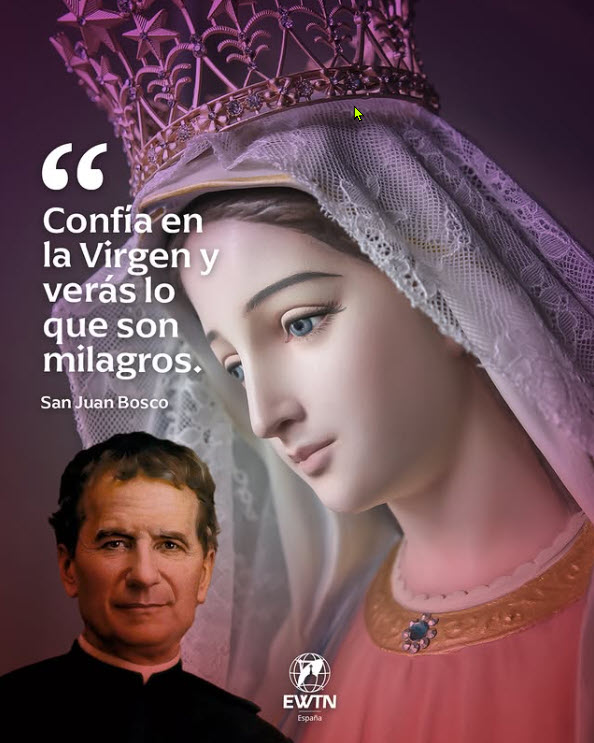 “
Confía en
la Virgen y
verás lo
que son
milagros.
San Juan Bosco
EWTN
España